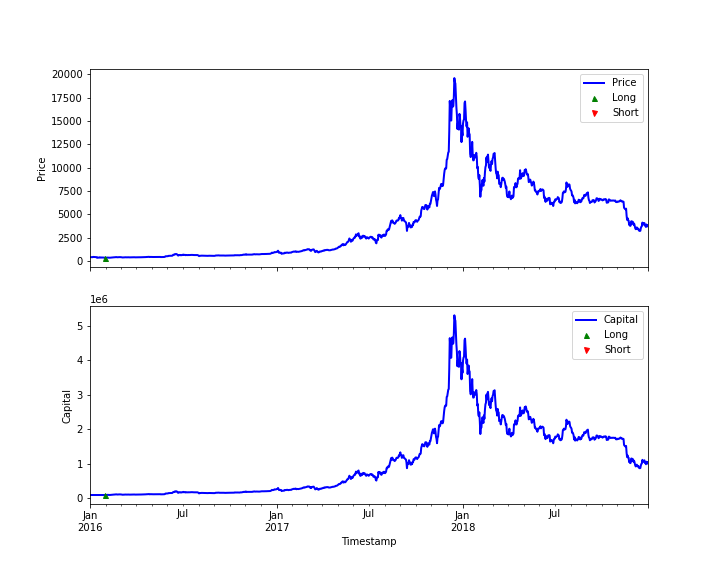 20000
17500
15000
12500
10000
7500
5000
2500
0
Price
Price
Long
Short
1e6
5
4
3
2
1
0
Capital
Capital
Long
Short
Jan
2016
Jul
Jan
2017
Jul
Jan
2018
Jul
Timestamp